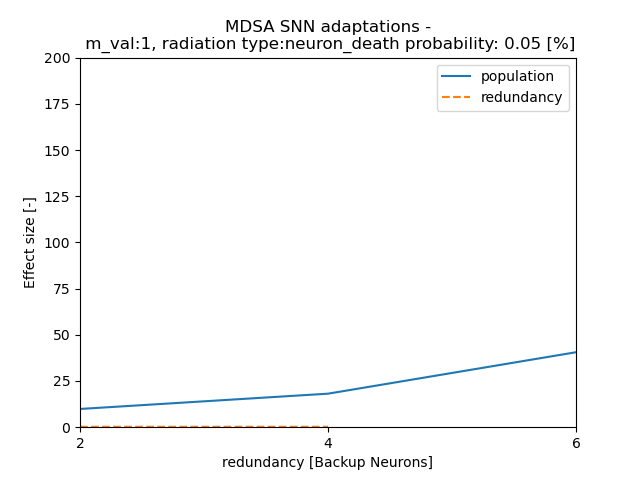 MDSA SNN adaptations -
m_val:1, radiation type:neuron_death probability: 0.05 [%]
200
175
150
125
100
75
50
25
0
Effect size [-]
population
redundancy
2
4
6
redundancy [Backup Neurons]